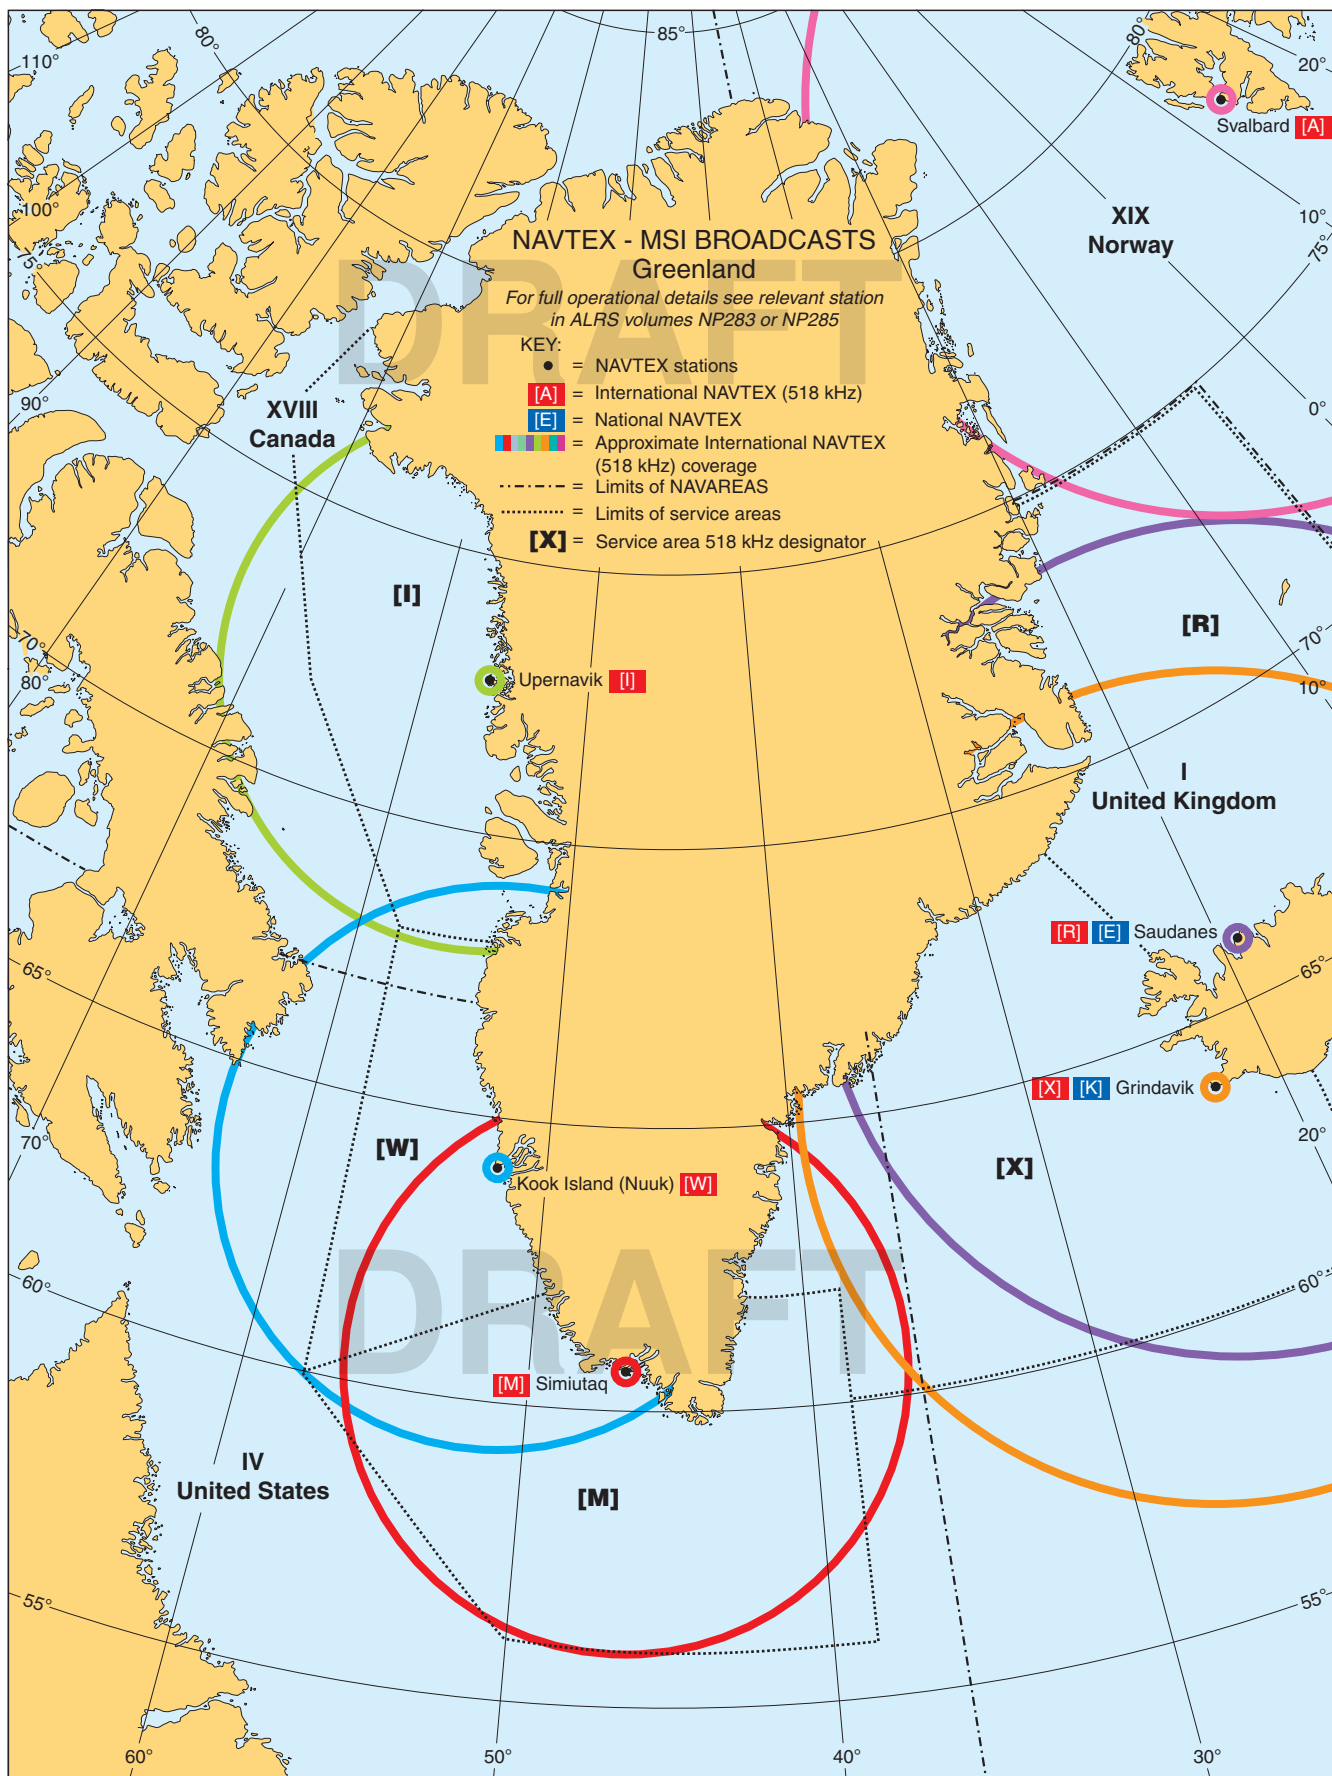 80°
85°
80°
110°
20°
Svalbard [A]
100°
75°
XIX
Norway
10°
75°
NAVTEX - MSI BROADCASTS
Greenland
For full operational details see relevant station
in ALRS volumes NP283 or NP285
DRAFT
KEY:
= NAVTEX stations
[A] = International NAVTEX (518 kHz)
[E] = National NAVTEX
= Approximate International NAVTEX
(518 kHz) coverage
= Limits of NAVAREAS
= Limits of service areas
[X] = Service area 518 kHz designator
90°
XVIII
Canada
0°
[I]
[R]
70°
70°
80°
Upernavik [I]
10°
I
United Kingdom
[R] [E] Saudanes
65°
65°
[X] [K] Grindavik
70°
20°
[W]
[X]
Kook Island (Nuuk) [W]
60°
60°
DRAFT
[M] Simiutaq
IV
United States
[M]
55°
55°
60°
50°
40°
30°